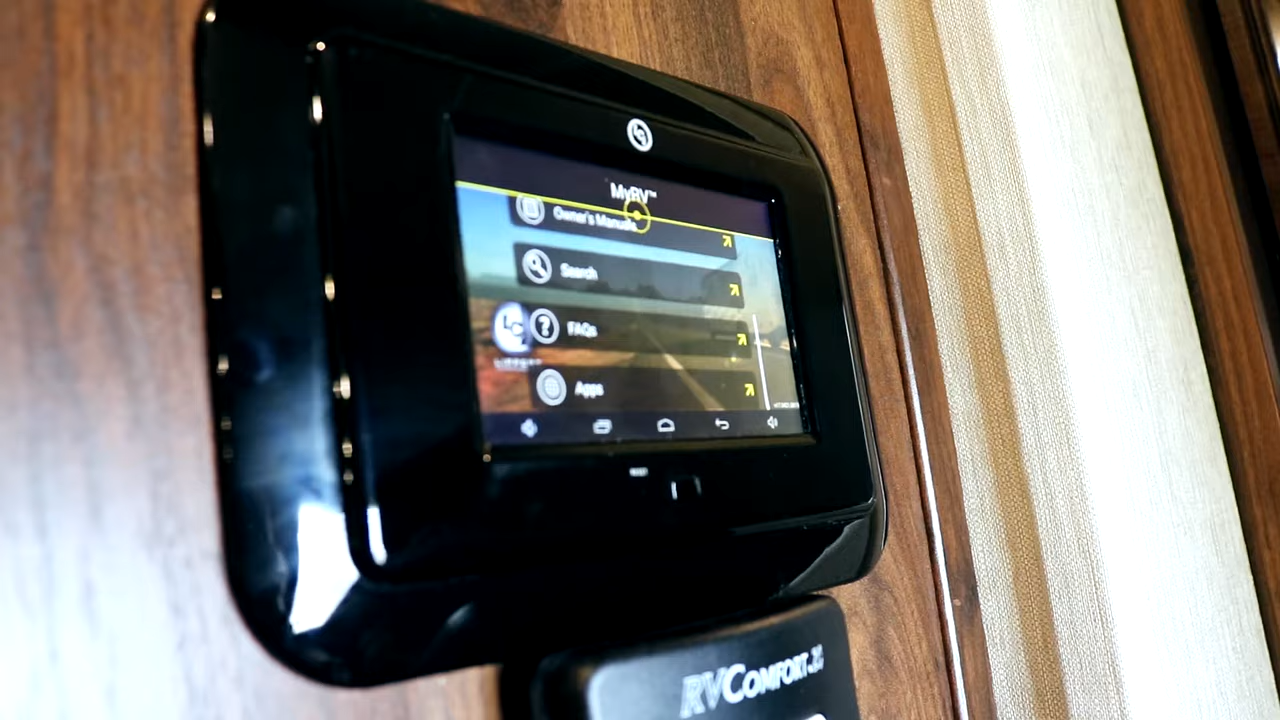 MyRV™
Owner's Manuals
Search
FAQs
Apps
RVCOMFORT